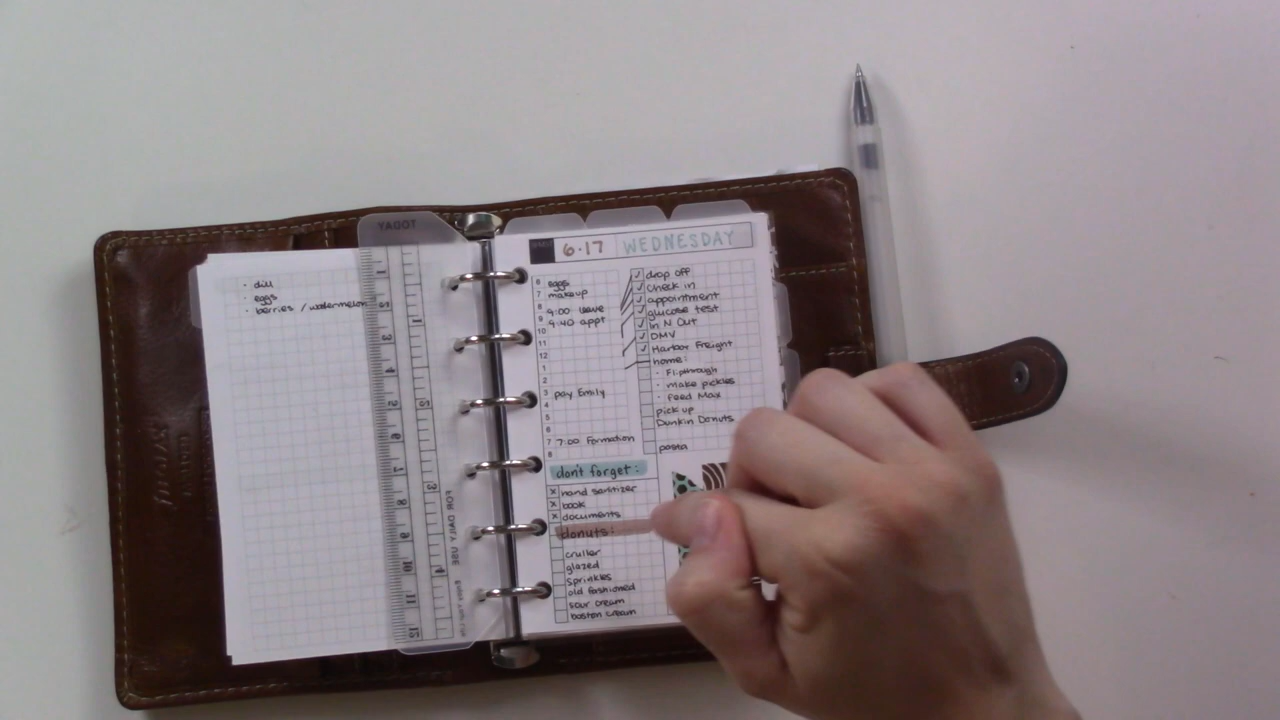 · dill
· eggs
· berries / watermelon
TODAY
FOR DAILY USE
6·17 WEDNESDAY
6 eggs
7 makeup
8
9 9:00 leave
10 9:40 appt
11
12
1
2
3 pay Emily
4
5
6
7 7:00 Formation
8
drop off
check in
appointment
glucose test
In N Out
DMV
Harbor Freight
home:
· Flipthrough
· make pickles
· feed Max
pick up
Dunkin Donuts
pasta
don't forget:
x hand sanitizer
x book
x documents
donuts:
cruller
glazed
sprinkles
old fashioned
sour cream
boston cream